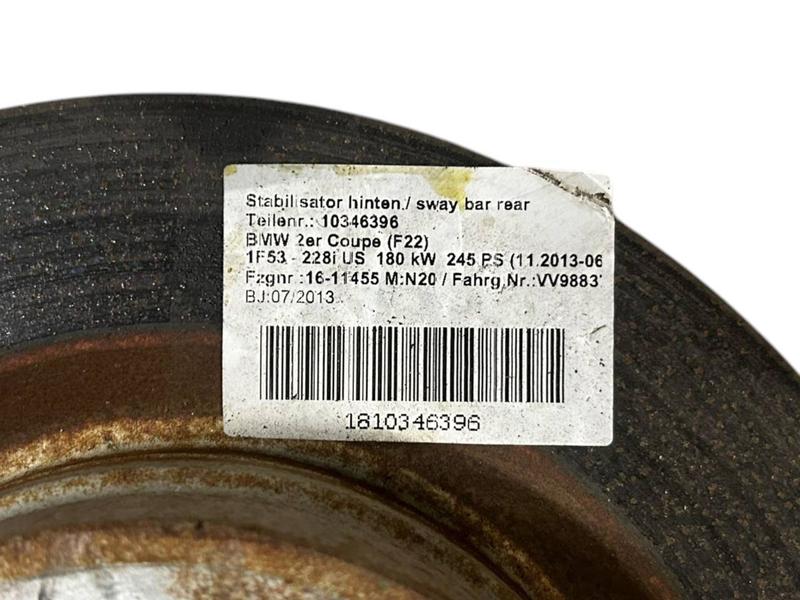 Stabilisator hinten./ sway bar rear
Teilenr.: 10346396
BMW 2er Coupe (F22)
1F53 - 228i US 180 kW 245 PS (11.2013-06
Fzgnr.:16-11455 M:N20 / Fahrg.Nr.:VV9883
BJ:07/2013
1810346396